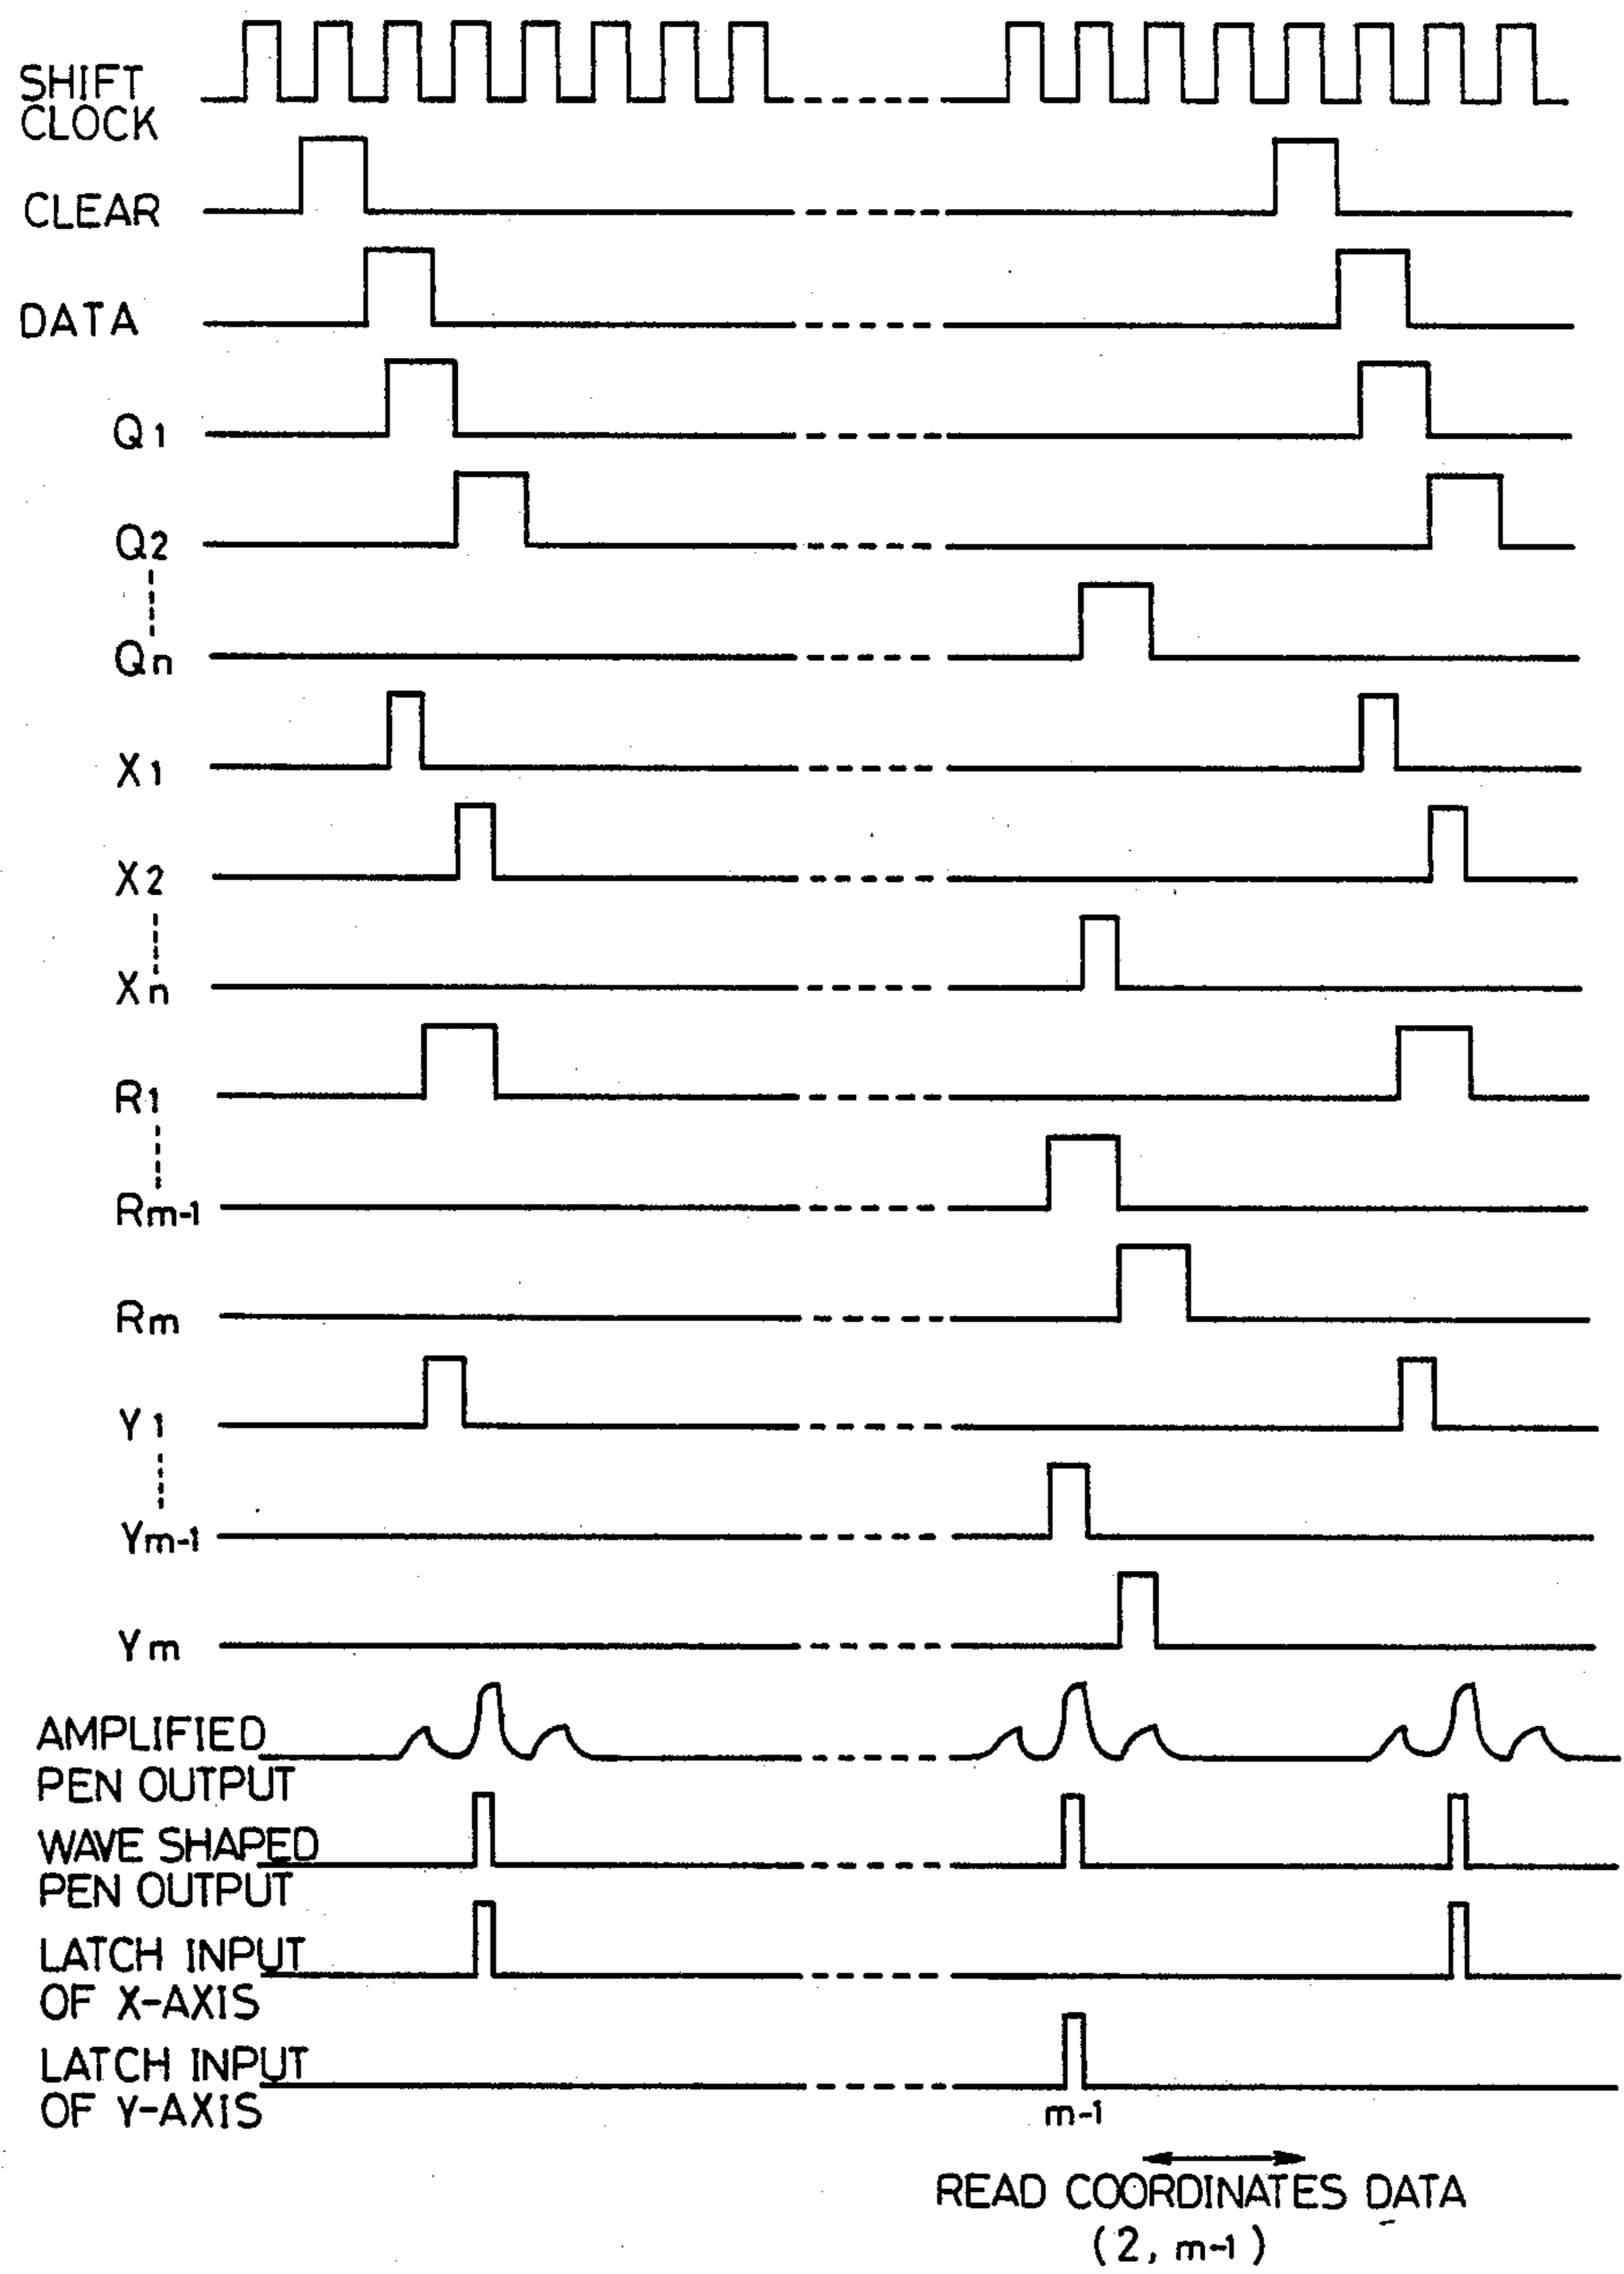 SHIFT
CLOCK
CLEAR
DATA
Q1
Q2
Qn
X1
X2
Xn
R1
Rm-1
Rm
Y1
Ym-1
Ym
AMPLIFIED
PEN OUTPUT
WAVE SHAPED
PEN OUTPUT
LATCH INPUT
OF X-AXIS
LATCH INPUT
OF Y-AXIS
m-1
READ COORDINATES DATA
(2, m-1)